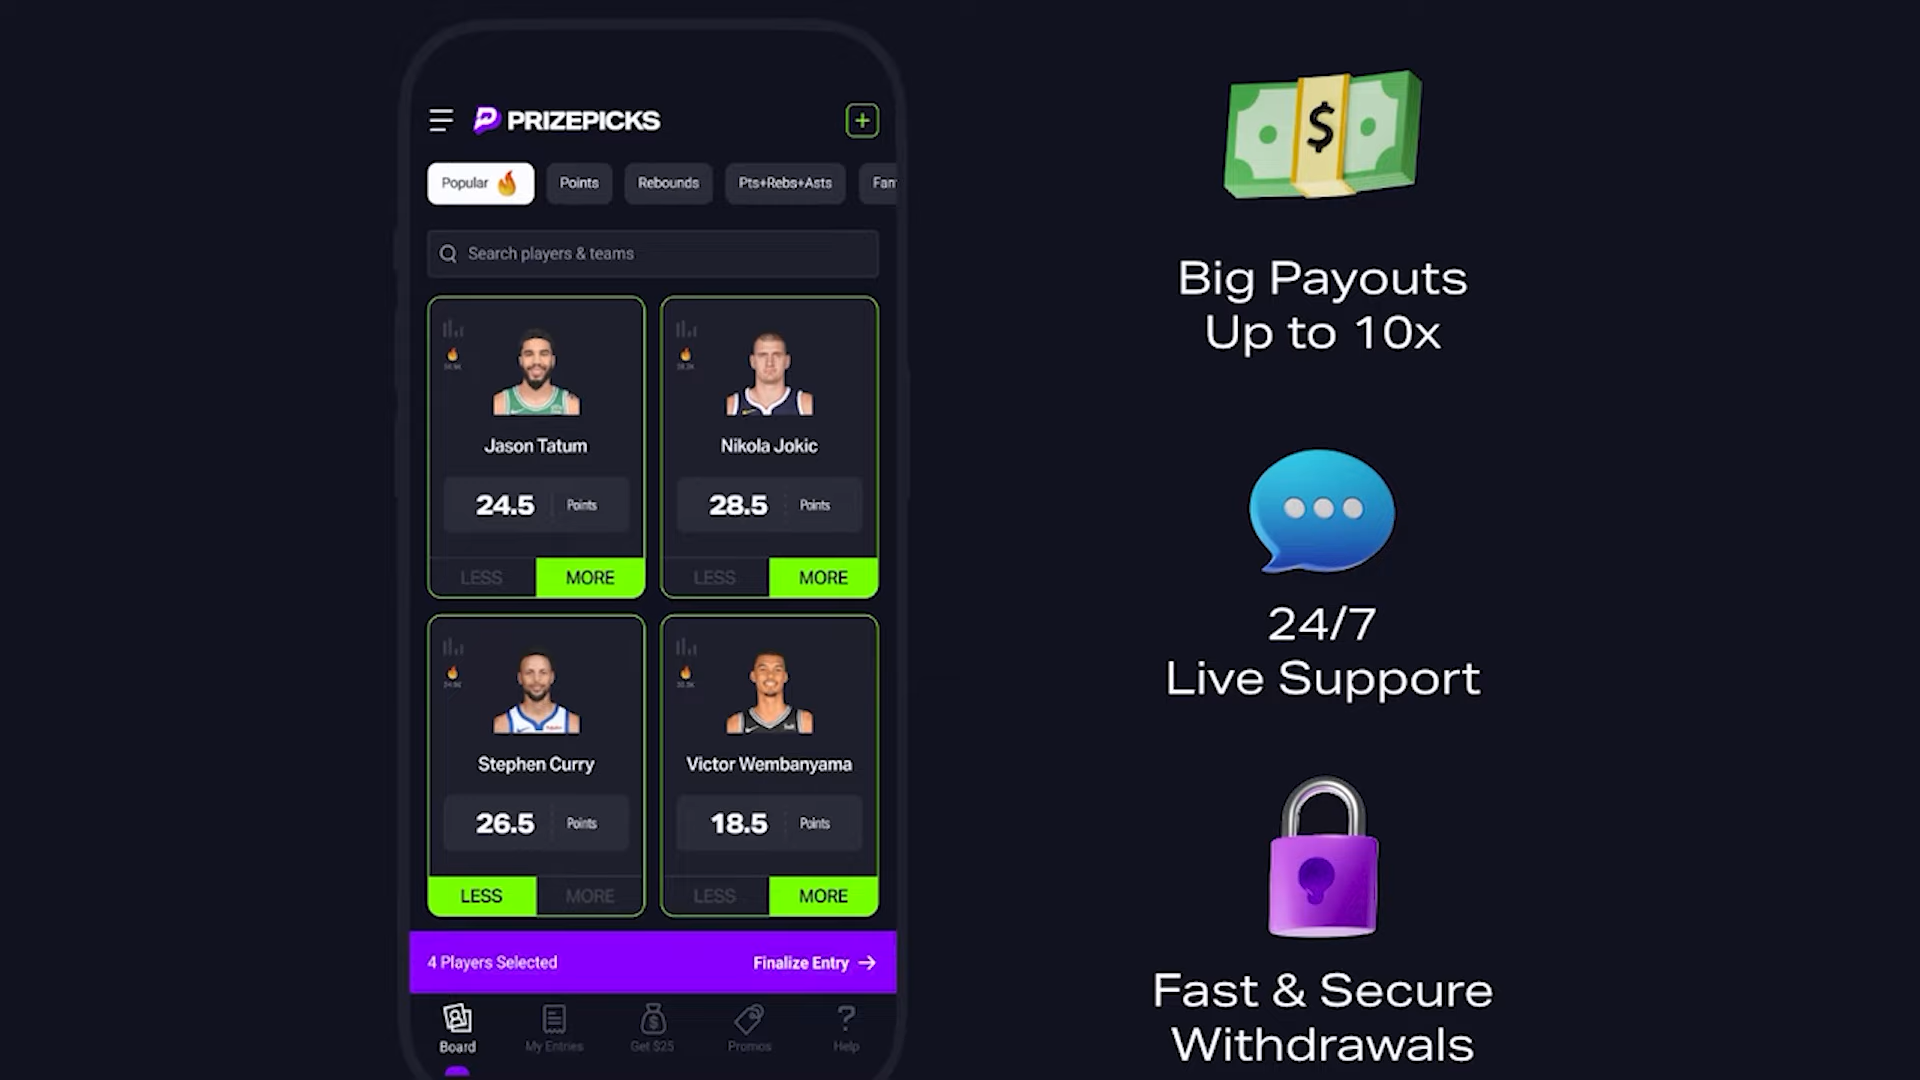 PRIZEPICKS
Popular
Points
Rebounds
Pts+Rebs+Asts
Fan
Search players & teams
Jason Tatum
24.5 Points
LESS MORE
Nikola Jokic
28.5 Points
LESS MORE
Stephen Curry
26.5 Points
LESS MORE
Victor Wembanyama
18.5 Points
LESS MORE
4 Players Selected
Finalize Entry
Board
My Entries
Get $25
Promos
Help
Big Payouts
Up to 10x
24/7
Live Support
Fast & Secure
Withdrawals